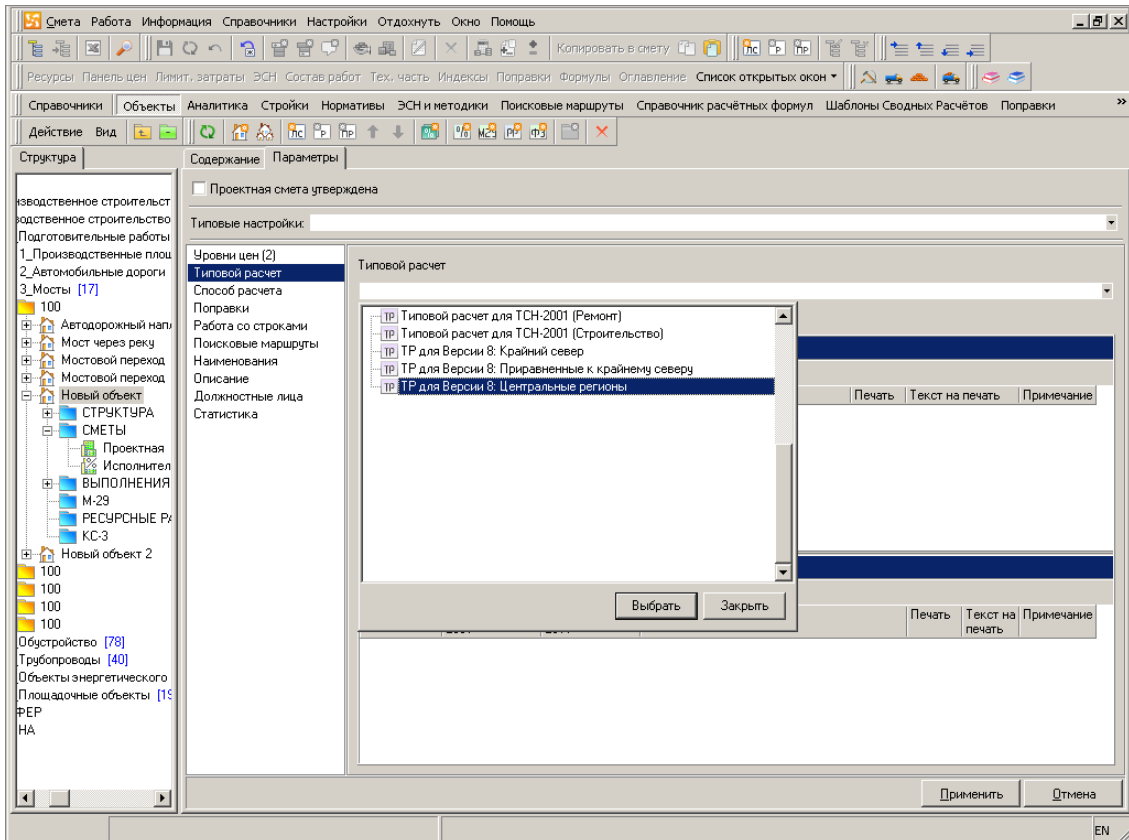 Смета Работа Информация Справочники Настройки Отдохнуть Окно Помощь
Копировать в смету
Ресурсы Панель цен Лимит. затраты ЭСН Состав работ Тех. часть Индексы Поправки Формулы Оглавление Список открытых окон
Справочники Объекты Аналитика Стройки Нормативы ЭСН и методики Поисковые маршруты Справочник расчётных формул Шаблоны Сводных Расчётов Поправки »
Действие Вид
Структура
Содержание Параметры
изводственное строительст
водственное строительство
Подготовительные работы
1_Производственные площ
2_Автомобильные дороги
3_Мосты [17]
100
Автодорожный нап
Мост через реку
Мостовой переход
Мостовой переход
Новый объект
СТРУКТУРА
СМЕТЫ
Проектная
Исполнител
ВЫПОЛНЕНИЯ
М-29
РЕСУРСНЫЕ РА
КС-3
Новый объект 2
100
100
100
100
Обустройство [78]
Трубопроводы [40]
Объекты энергетического
Площадочные объекты [19
ФЕР
НА
Проектная смета утверждена
Типовые настройки:
Уровни цен (2)
Типовой расчет
Способ расчета
Поправки
Работа со строками
Поисковые маршруты
Наименования
Описание
Должностные лица
Статистика
Типовой расчет
ТР Типовой расчет для ТСН-2001 (Ремонт)
ТР Типовой расчет для ТСН-2001 (Строительство)
ТР ТР для Версии 8: Крайний север
ТР ТР для Версии 8: Приравненные к крайнему северу
ТР ТР для Версии 8: Центральные регионы
Выбрать Закрыть
Печать Текст на печать Примечание
Печать Текст на печать Примечание
Применить Отмена
EN